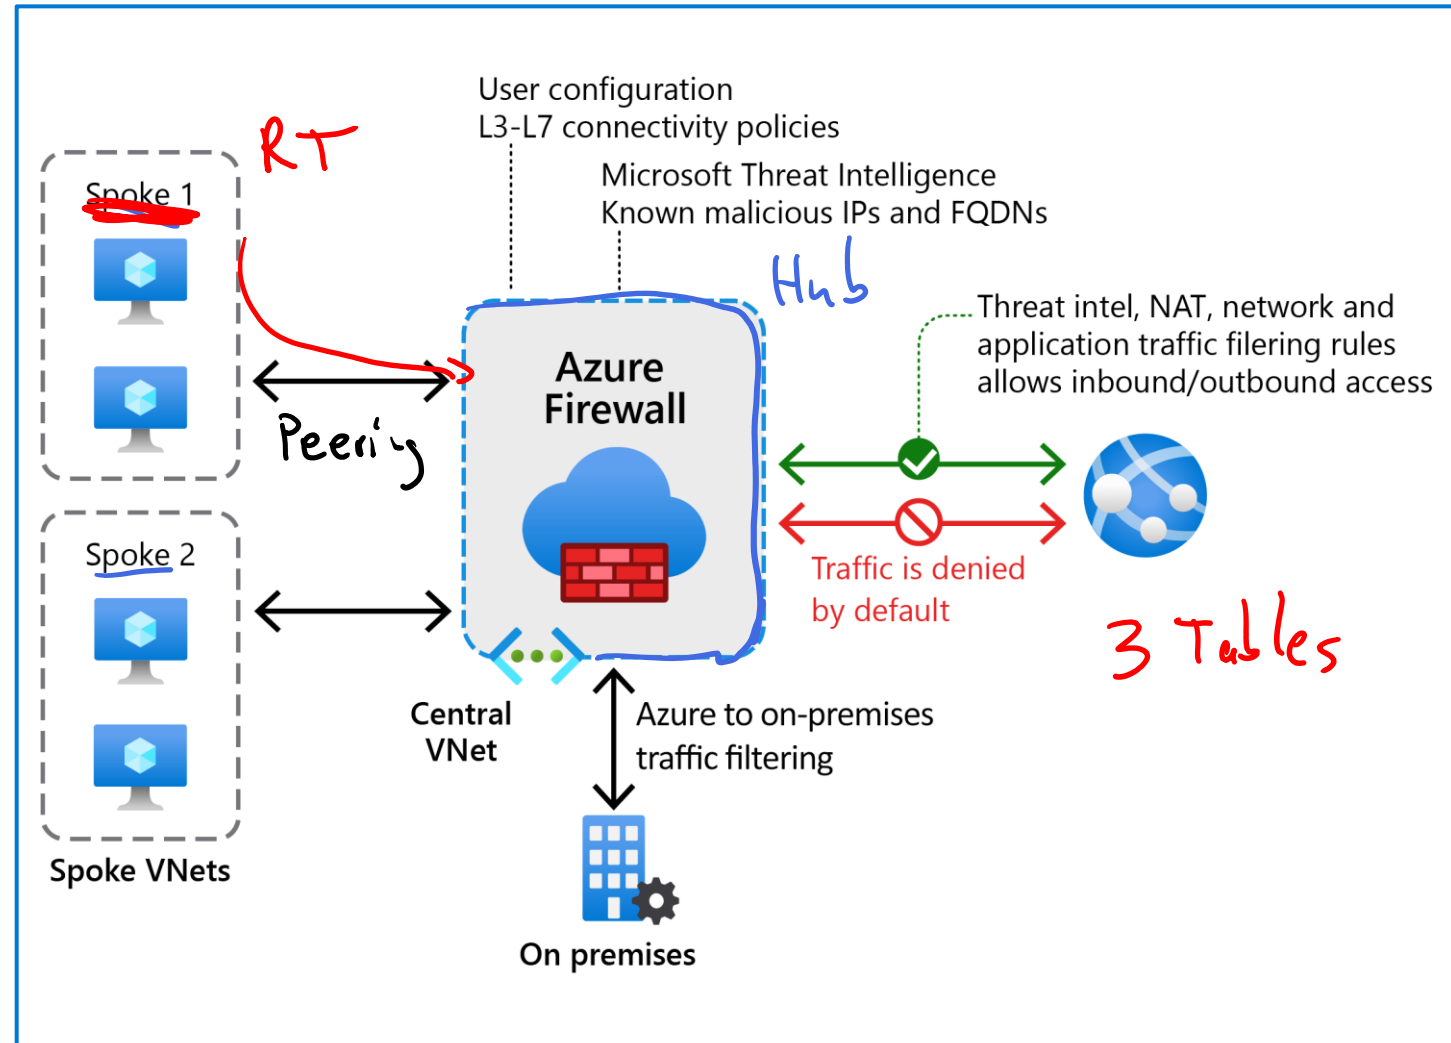 User configuration
L3-L7 connectivity policies
Microsoft Threat Intelligence
Known malicious IPs and FQDNs
RT
Spoke 1
Hub
Threat intel, NAT, network and
application traffic filering rules
allows inbound/outbound access
Azure
Firewall
Peering
Spoke 2
Traffic is denied
by default
3 Tables
Central
VNet
Azure to on-premises
traffic filtering
Spoke VNets
On premises